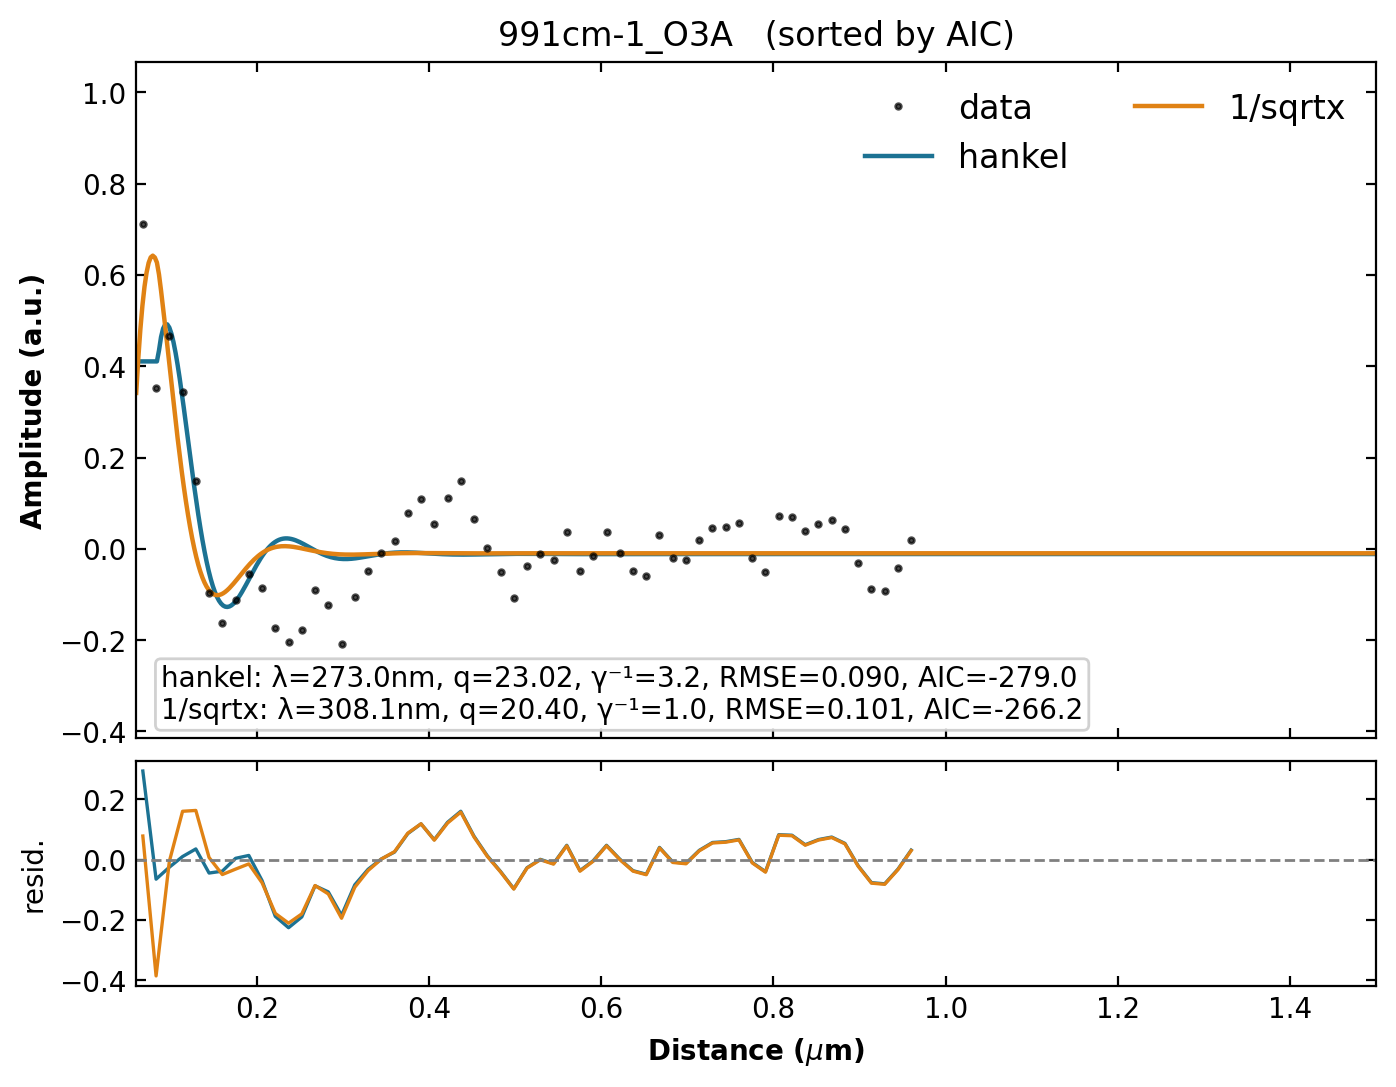 991cm-1_O3A (sorted by AIC)
Amplitude (a.u.)
1.0
0.8
0.6
0.4
0.2
0.0
−0.2
−0.4
data
hankel
1/sqrtx
hankel: λ=273.0nm, q=23.02, γ⁻¹=3.2, RMSE=0.090, AIC=-279.0
1/sqrtx: λ=308.1nm, q=20.40, γ⁻¹=1.0, RMSE=0.101, AIC=-266.2
resid.
0.2
0.0
−0.2
−0.4
0.2 0.4 0.6 0.8 1.0 1.2 1.4
Distance (μm)